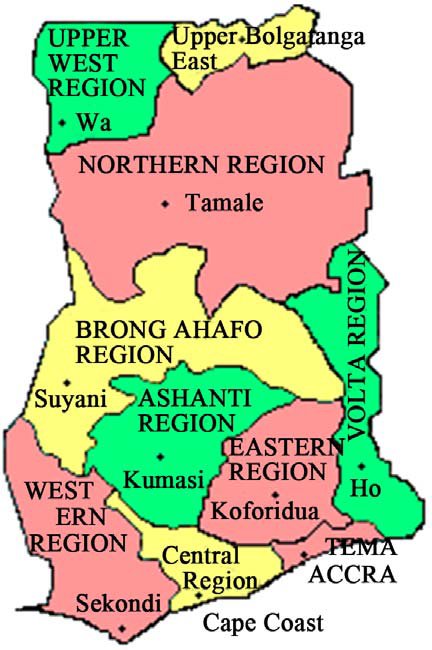 UPPER
WEST
REGION
Wa
Upper Bolgatanga
East
NORTHERN REGION
Tamale
VOLTA REGION
BRONG AHAFO
REGION
Suyani
ASHANTI
REGION
Kumasi
EASTERN
REGION
Koforidua
Ho
WEST
ERN
REGION
Sekondi
Central
Region
TEMA
ACCRA
Cape Coast